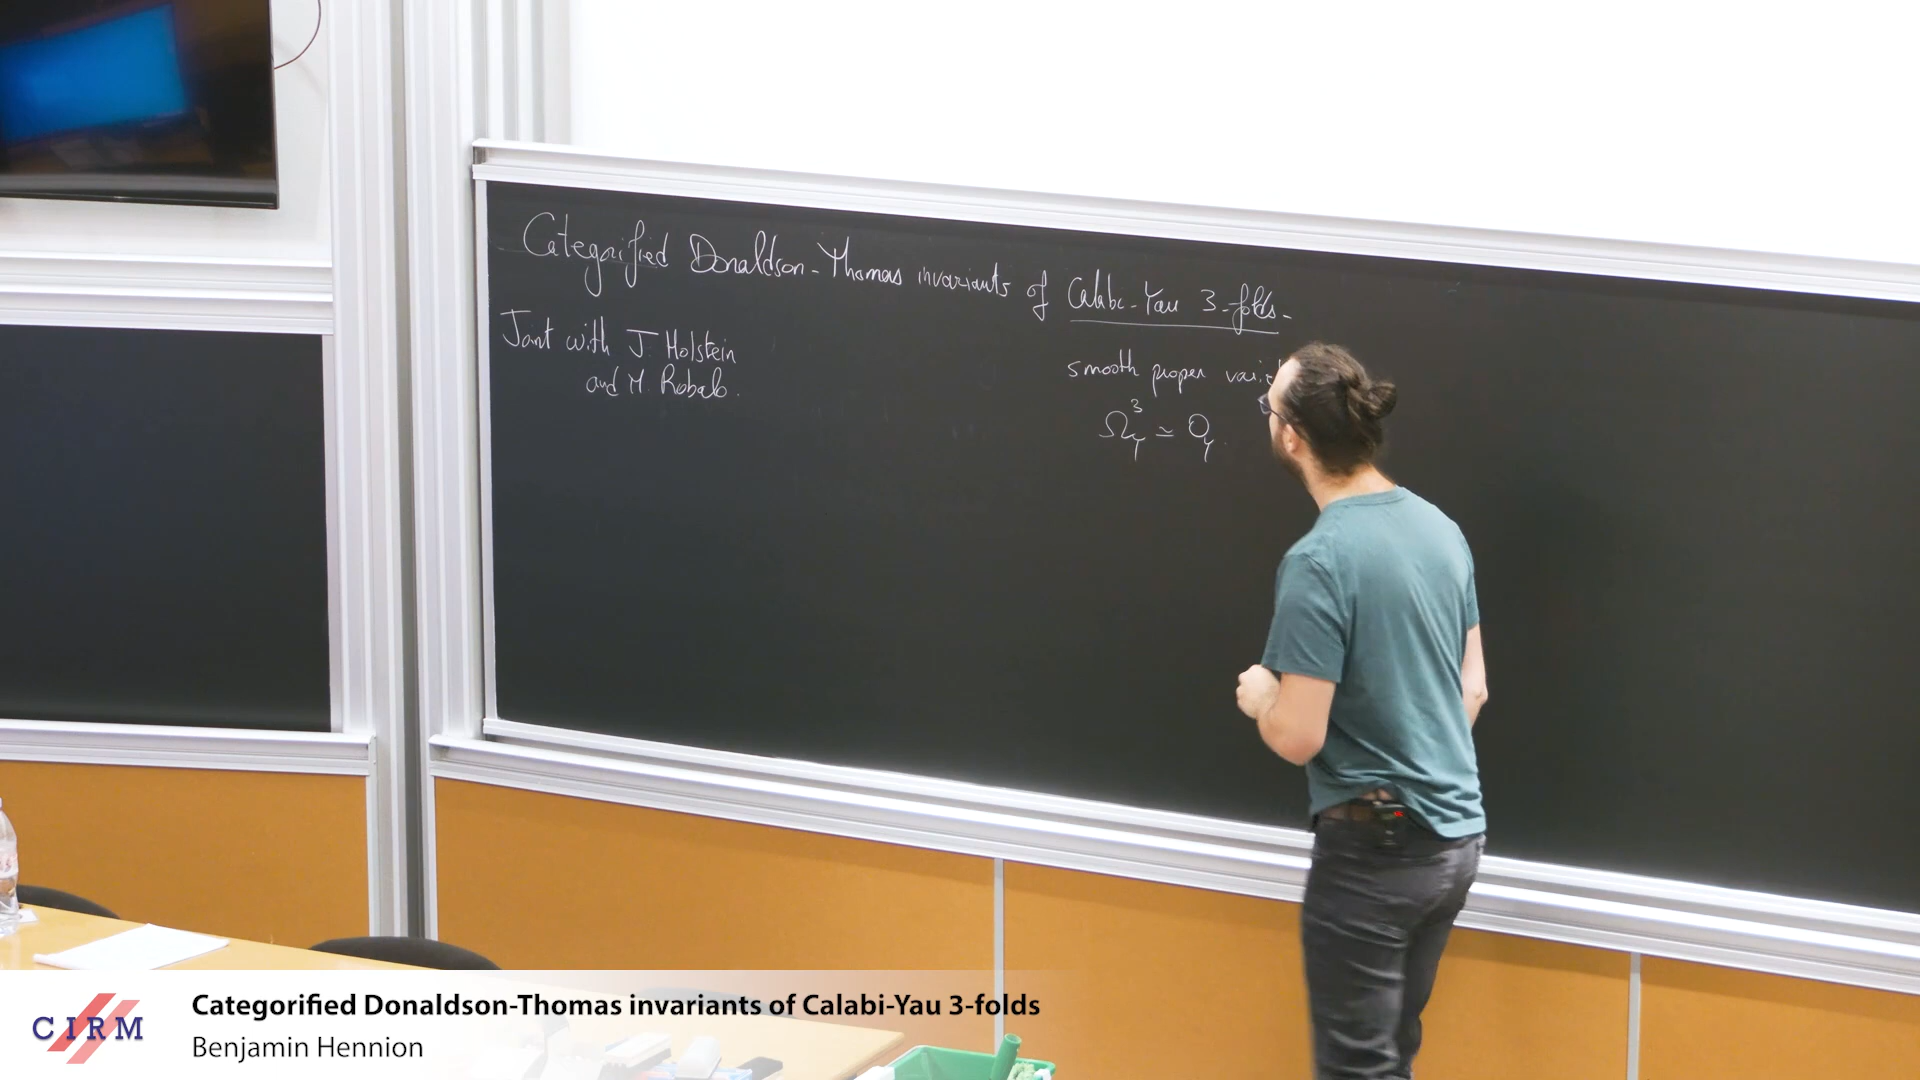 Categorified Donaldson-Thomas invariants of Calabi-Yau 3-folds-
Joint with J. Holstein
and M. Robalo.
smooth proper
Ω³_Y ≃ O_Y.
CIRM
Categorified Donaldson-Thomas invariants of Calabi-Yau 3-folds
Benjamin Hennion